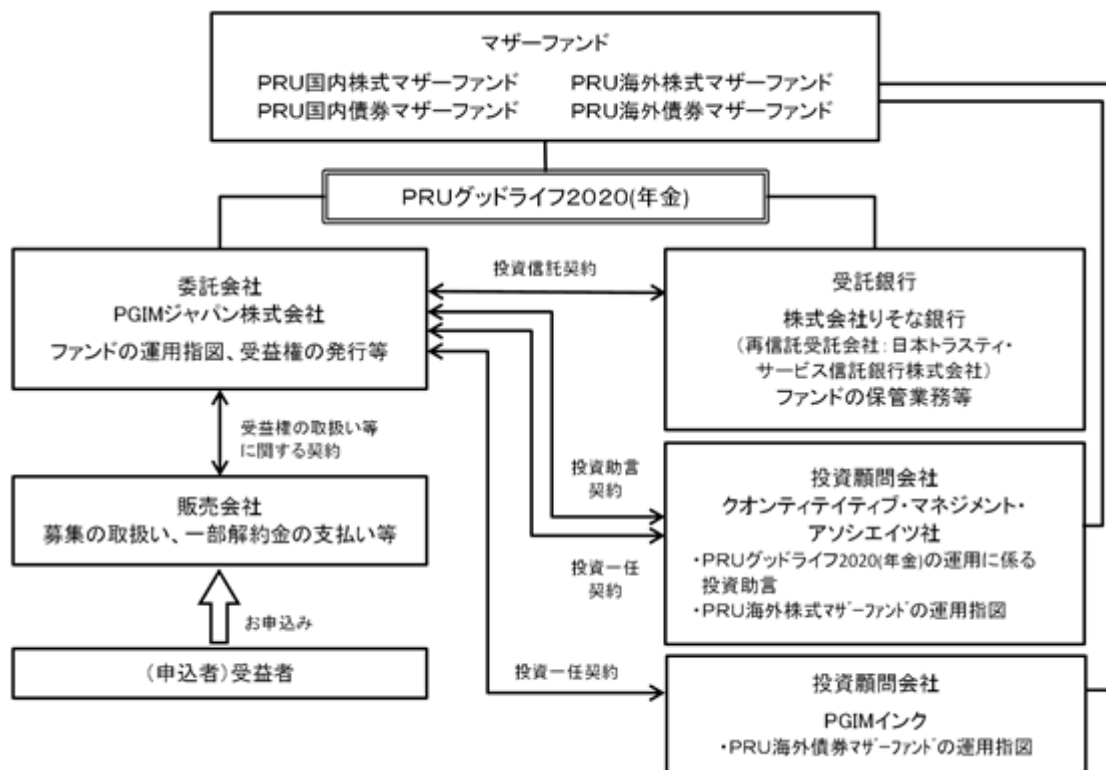 マザーファンド
PRU国内株式マザーファンド PRU海外株式マザーファンド
PRU国内債券マザーファンド PRU海外債券マザーファンド
PRUグッドライフ2020(年金)
委託会社
PGIMジャパン株式会社
ファンドの運用指図、受益権の発行等
投資信託契約
受託銀行
株式会社りそな銀行
(再信託受託会社:日本トラスティ・
サービス信託銀行株式会社)
ファンドの保管業務等
受益権の取扱い等
に関する契約
販売会社
募集の取扱い、一部解約金の支払い等
お申込み
(申込者)受益者
投資助言
契約
投資一任
契約
投資顧問会社
クオンティテイティブ・マネジメント・
アソシエイツ社
・PRUグッドライフ2020(年金)の運用に係る
投資助言
・PRU海外株式マザーファンドの運用指図
投資一任契約
投資顧問会社
PGIMインク
・PRU海外債券マザーファンドの運用指図